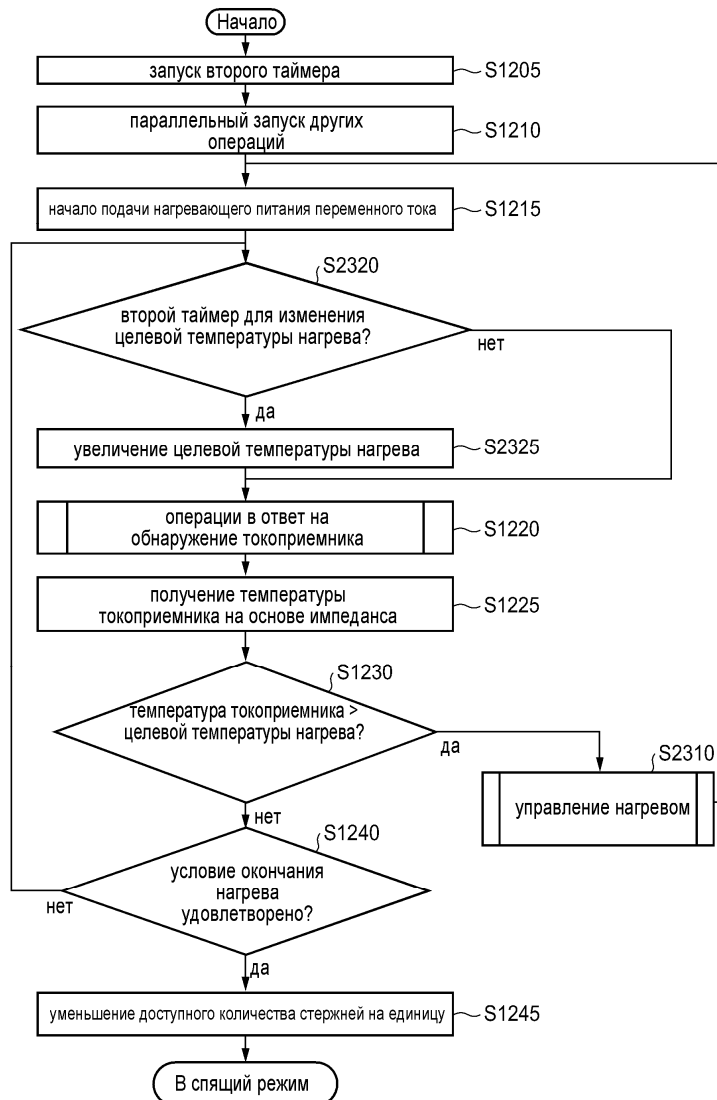 Начало
запуск второго таймера
S1205
параллельный запуск других
операций
S1210
начало подачи нагревающего питания переменного тока
S1215
S2320
второй таймер для изменения
целевой температуры нагрева?
нет
да
увеличение целевой температуры нагрева
S2325
операции в ответ на
обнаружение токоприемника
S1220
получение температуры
токоприемника на основе импеданса
S1225
S1230
температура токоприемника >
целевой температуры нагрева?
да
S2310
управление нагревом
нет
S1240
условие окончания
нагрева
удовлетворено?
нет
да
уменьшение доступного количества стержней на единицу
S1245
В спящий режим